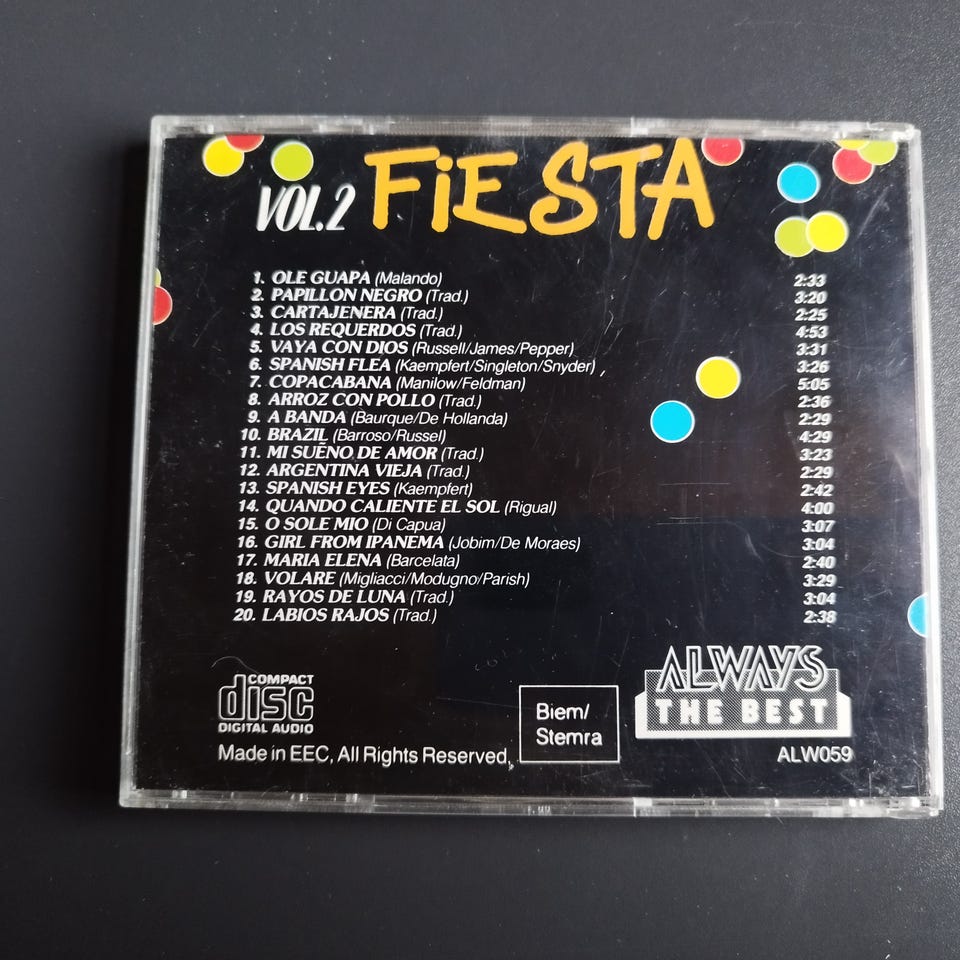 VOL.2 FiESTA
1. OLE GUAPA (Malando) 2:33
2. PAPILLON NEGRO (Trad.) 3:20
3. CARTAJENERA (Trad.) 2:25
4. LOS REQUERDOS (Trad.) 4:53
5. VAYA CON DIOS (Russell/James/Pepper) 3:31
6. SPANISH FLEA (Kaempfert/Singleton/Snyder) 3:26
7. COPACABANA (Manilow/Feldman) 5:05
8. ARROZ CON POLLO (Trad.) 2:36
9. A BANDA (Baurque/De Hollanda) 2:29
10. BRAZIL (Barroso/Russel) 4:29
11. MI SUEÑO DE AMOR (Trad.) 3:23
12. ARGENTINA VIEJA (Trad.) 2:29
13. SPANISH EYES (Kaempfert) 2:42
14. QUANDO CALIENTE EL SOL (Rigual) 4:00
15. O SOLE MIO (Di Capua) 3:07
16. GIRL FROM IPANEMA (Jobim/De Moraes) 3:04
17. MARIA ELENA (Barcelata) 2:40
18. VOLARE (Migliacci/Modugno/Parish) 3:29
19. RAYOS DE LUNA (Trad.) 3:04
20. LABIOS RAJOS (Trad.) 2:38
COMPACT
disc
DIGITAL AUDIO
Made in EEC, All Rights Reserved,
Biem/
Stemra
ALWAYS
THE BEST
ALW059